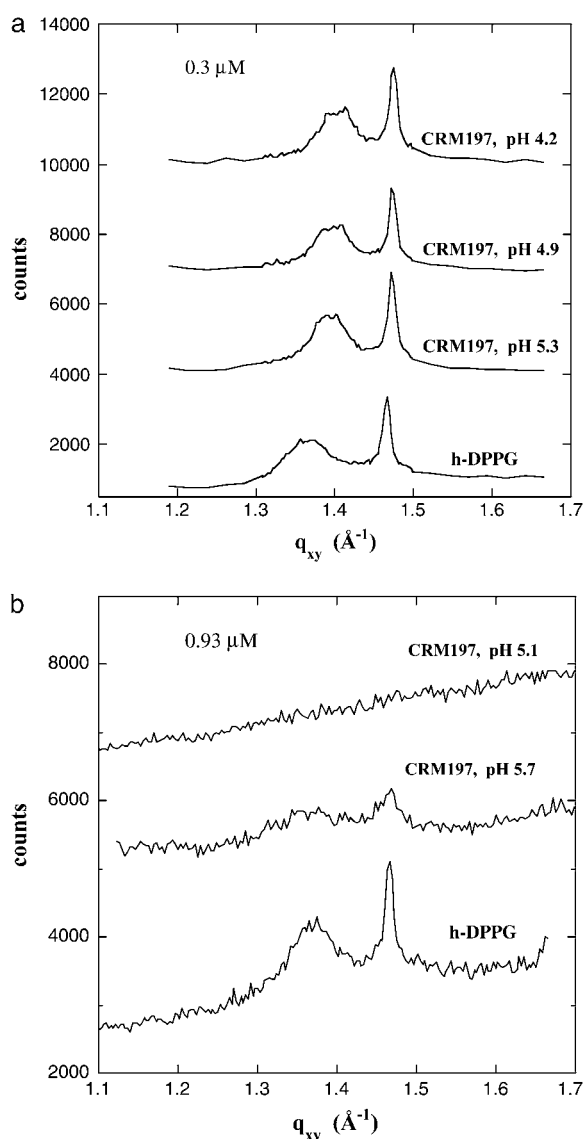 a
14000
12000
10000
8000
6000
4000
2000
counts
0.3 μM
CRM197, pH 4.2
CRM197, pH 4.9
CRM197, pH 5.3
h-DPPG
1.1 1.2 1.3 1.4 1.5 1.6 1.7
q_xy (Å⁻¹)
b
8000
6000
4000
2000
counts
0.93 μM
CRM197, pH 5.1
CRM197, pH 5.7
h-DPPG
1.1 1.2 1.3 1.4 1.5 1.6 1.7
q_xy (Å⁻¹)